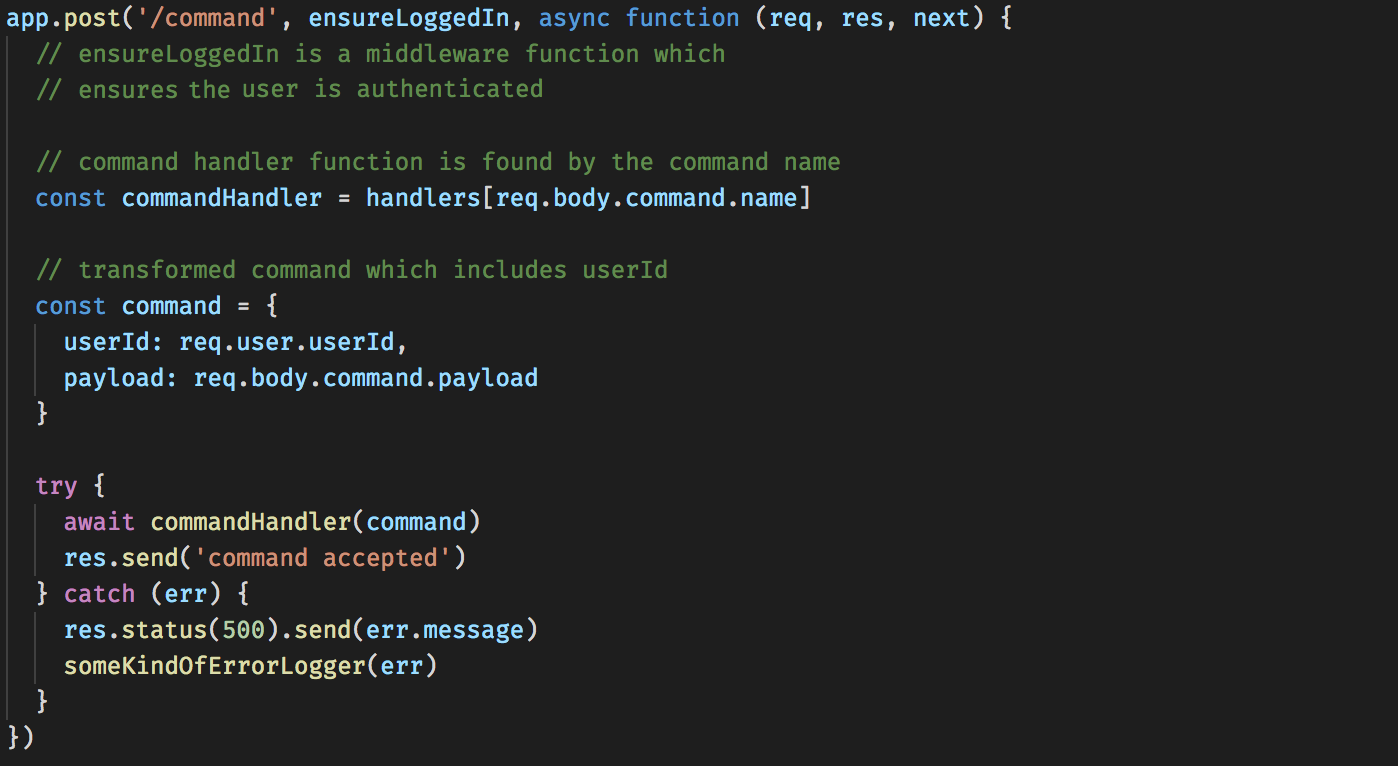 app.post('/command', ensureLoggedIn, async function (req, res, next) {
  // ensureLoggedIn is a middleware function which
  // ensures the user is authenticated

  // command handler function is found by the command name
  const commandHandler = handlers[req.body.command.name]

  // transformed command which includes userId
  const command = {
    userId: req.user.userId,
    payload: req.body.command.payload
  }

  try {
    await commandHandler(command)
    res.send('command accepted')
  } catch (err) {
    res.status(500).send(err.message)
    someKindOfErrorLogger(err)
  }
})